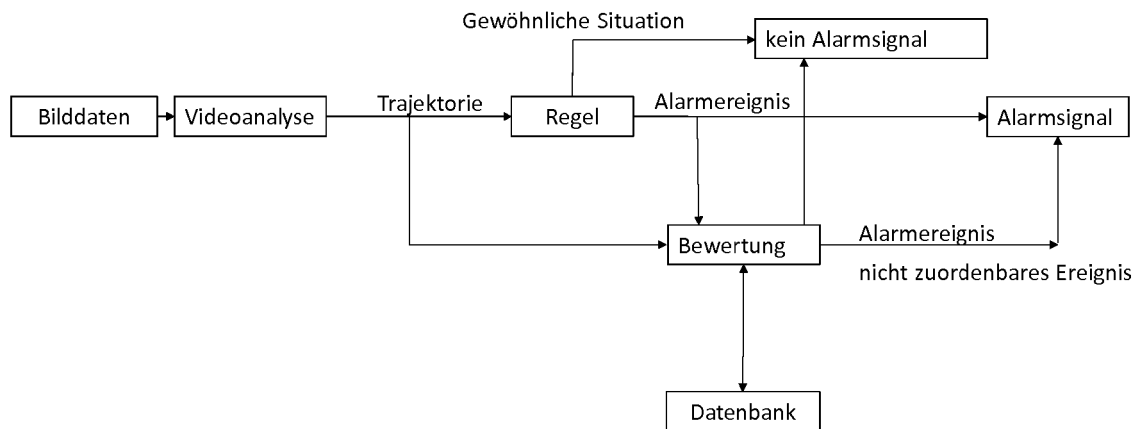 Gewöhnliche Situation
kein Alarmsignal
Bilddaten
Videoanalyse
Trajektorie
Regel
Alarmereignis
Alarmsignal
Bewertung
Alarmereignis
nicht zuordenbares Ereignis
Datenbank